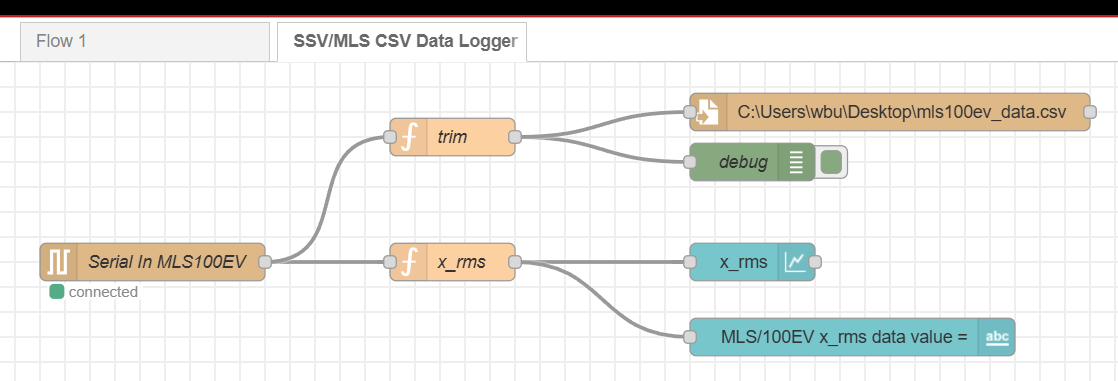 Flow 1
SSV/MLS CSV Data Logger
C:\Users\wbu\Desktop\mls100ev_data.csv
trim
debug
Serial In MLS100EV
x_rms
x_rms
connected
MLS/100EV x_rms data value =
abc